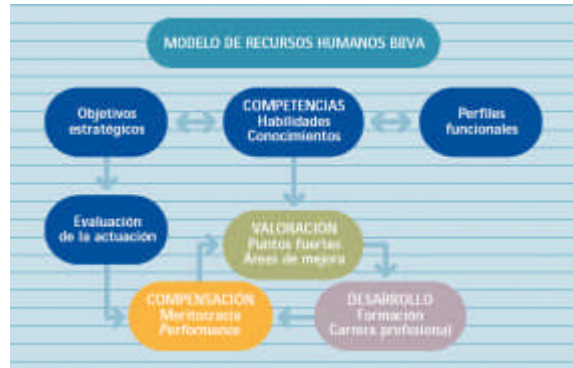 MODELO DE RECURSOS HUMANOS BBVA
Objetivos
estratégicos
COMPETENCIAS
Habilidades
Conocimientos
Perfiles
funcionales
Evaluación
de la actuación
VALORACIÓN
Puntos fuertes
Áreas de mejora
COMPENSACIÓN
Meritocracia
Performance
DESARROLLO
Formación
Carrera profesional